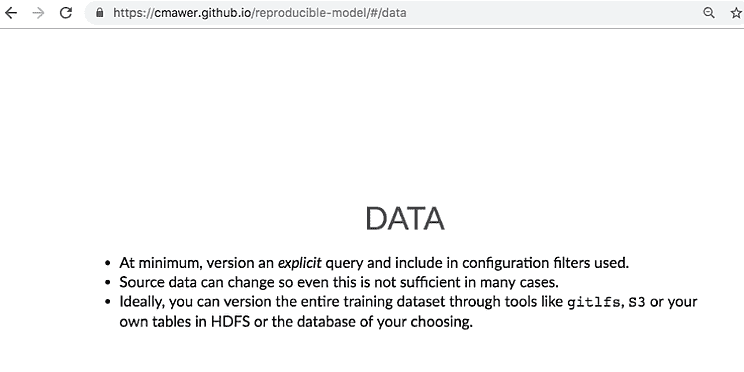 https://cmawer.github.io/reproducible-model/#/data
DATA
• At minimum, version an explicit query and include in configuration filters used.
• Source data can change so even this is not sufficient in many cases.
• Ideally, you can version the entire training dataset through tools like gitlfs, S3 or your
own tables in HDFS or the database of your choosing.